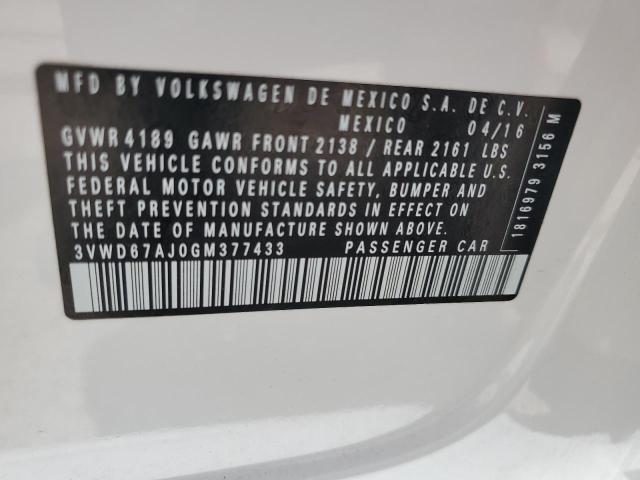 MFD BY VOLKSWAGEN DE MEXICO S.A. DE C.V.
MEXICO 04/16
GVWR 4189 GAWR FRONT 2138 / REAR 2161 LBS
THIS VEHICLE CONFORMS TO ALL APPLICABLE U.S.
FEDERAL MOTOR VEHICLE SAFETY, BUMPER AND
THEFT PREVENTION STANDARDS IN EFFECT ON
THE DATE OF MANUFACTURE SHOWN ABOVE.
3VWD67AJ0GM377433 PASSENGER CAR
1816979 3156 M